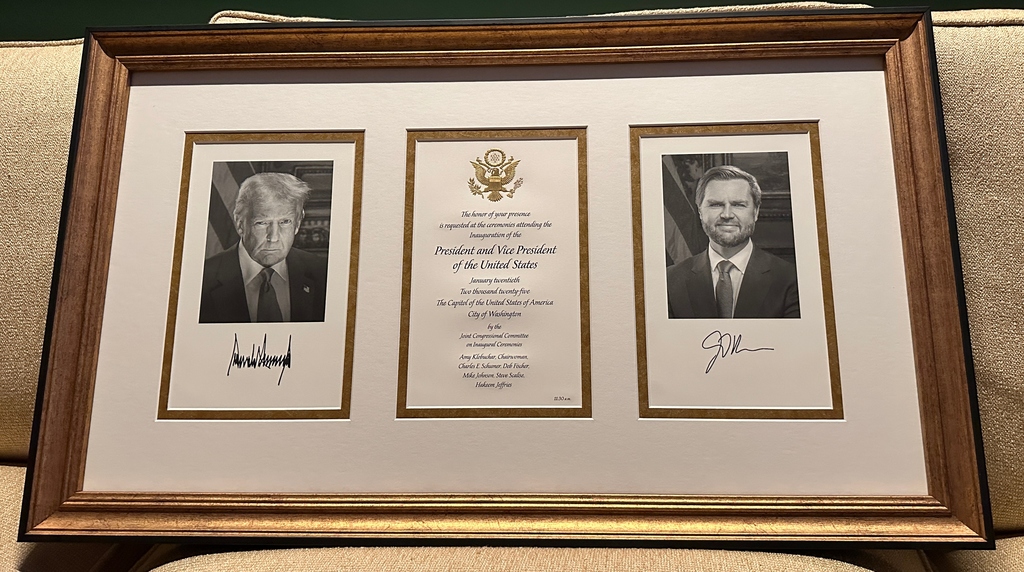 The honor of your presence
is requested at the ceremonies attending the
Inauguration of the
President and Vice President
of the United States
January twentieth
Two thousand twenty-five
The Capitol of the United States of America
City of Washington
by the
Joint Congressional Committee
on Inaugural Ceremonies
Amy Klobuchar, Chairwoman,
Charles E. Schumer, Deb Fischer,
Mike Johnson, Steve Scalise,
Hakeem Jeffries
11:30 a.m.